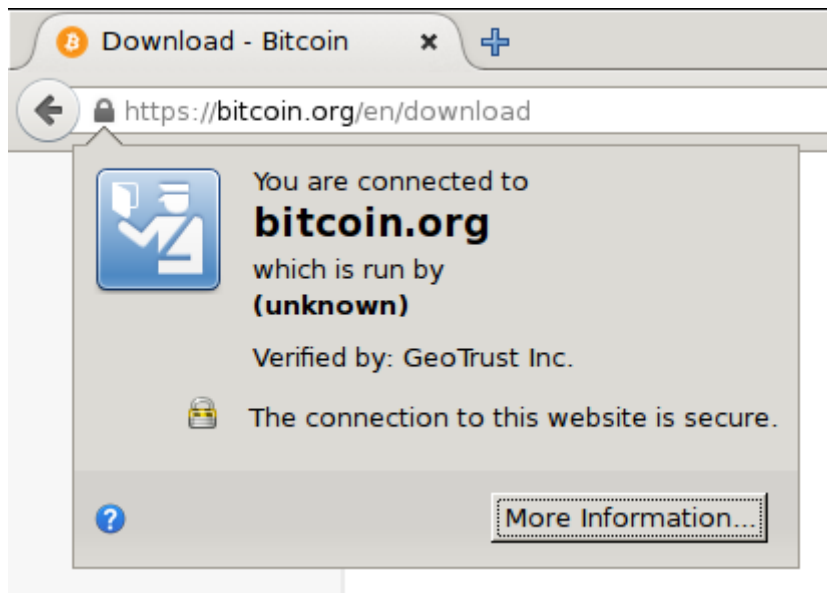 Download - Bitcoin
https://bitcoin.org/en/download
You are connected to
bitcoin.org
which is run by
(unknown)
Verified by: GeoTrust Inc.
The connection to this website is secure.
More Information...